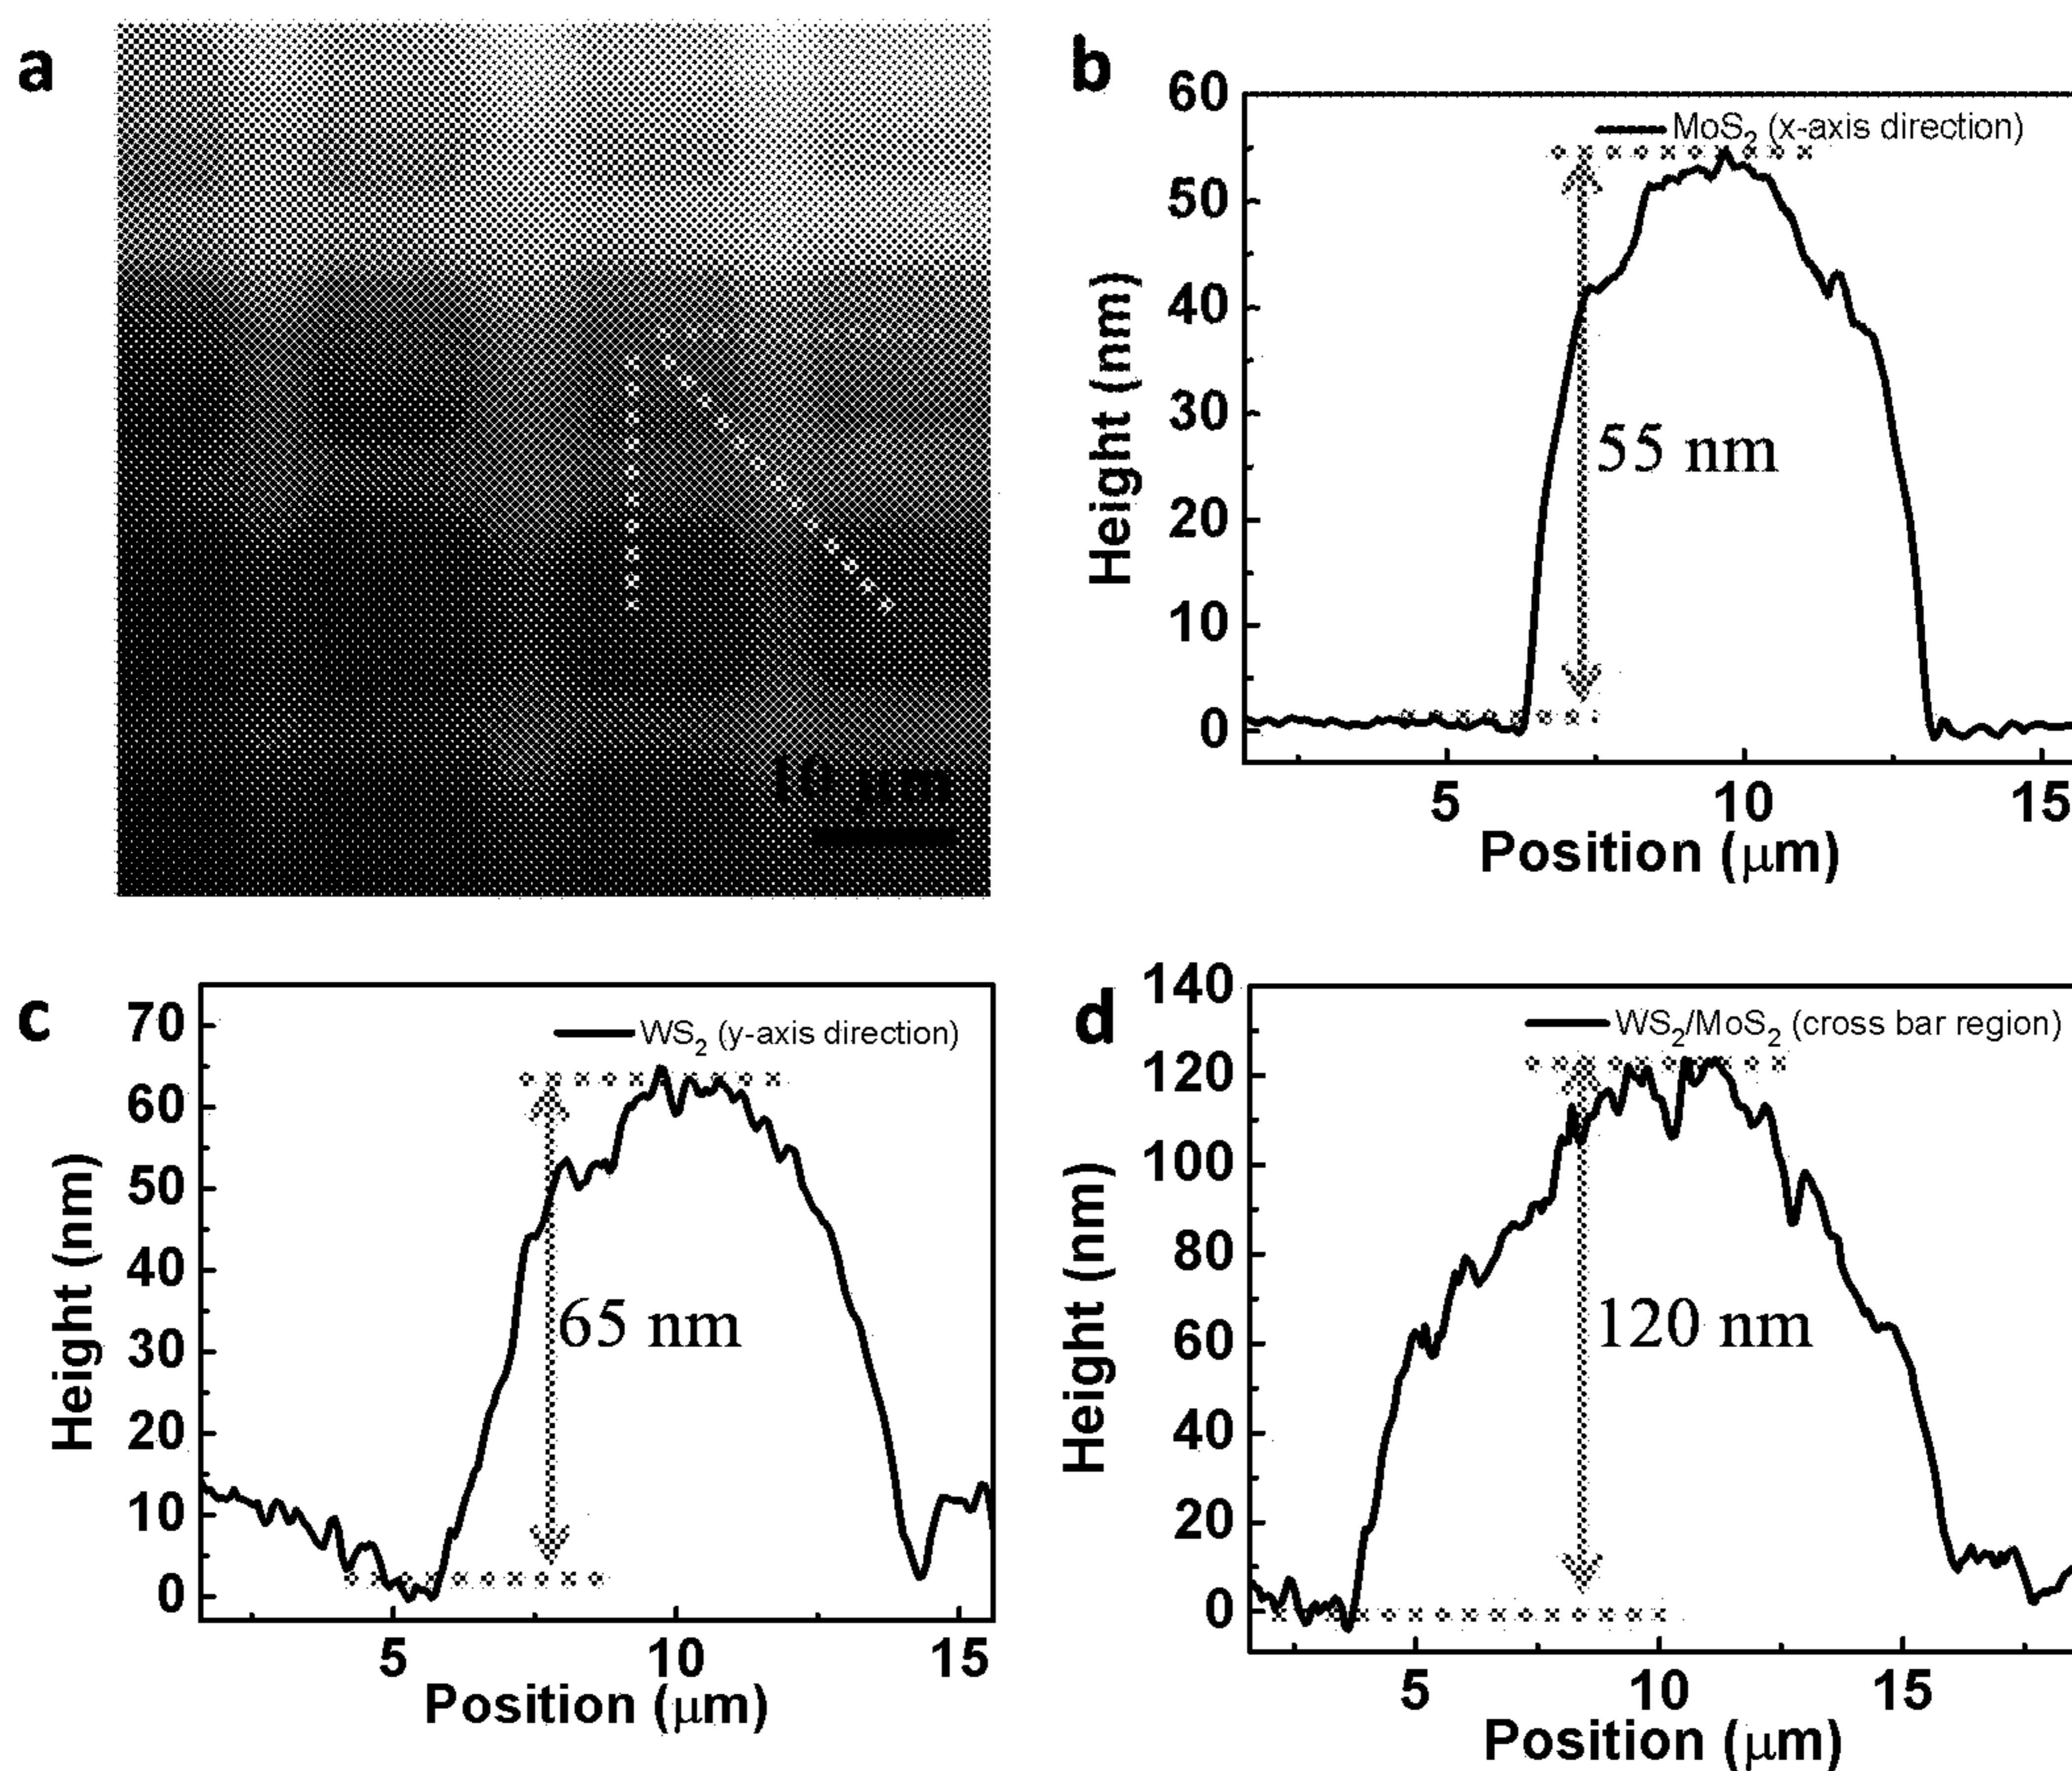 a
10 μm
b
60
50
40
30
20
10
0
Height (nm)
MoS2 (x-axis direction)
55 nm
5 10 15
Position (μm)
c
70
60
50
40
30
20
10
0
Height (nm)
WS2 (y-axis direction)
65 nm
5 10 15
Position (μm)
d
140
120
100
80
60
40
20
0
Height (nm)
WS2/MoS2 (cross bar region)
120 nm
5 10 15
Position (μm)